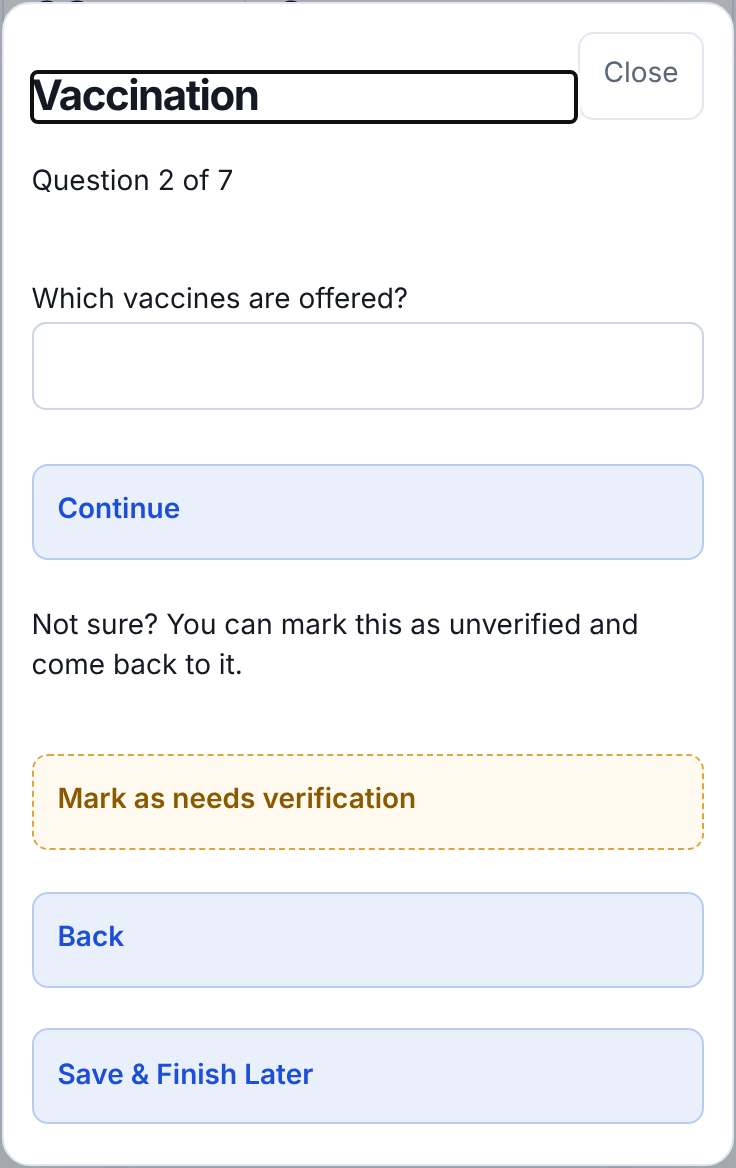 Vaccination
Close
Question 2 of 7
Which vaccines are offered?
Continue
Not sure? You can mark this as unverified and
come back to it.
Mark as needs verification
Back
Save & Finish Later